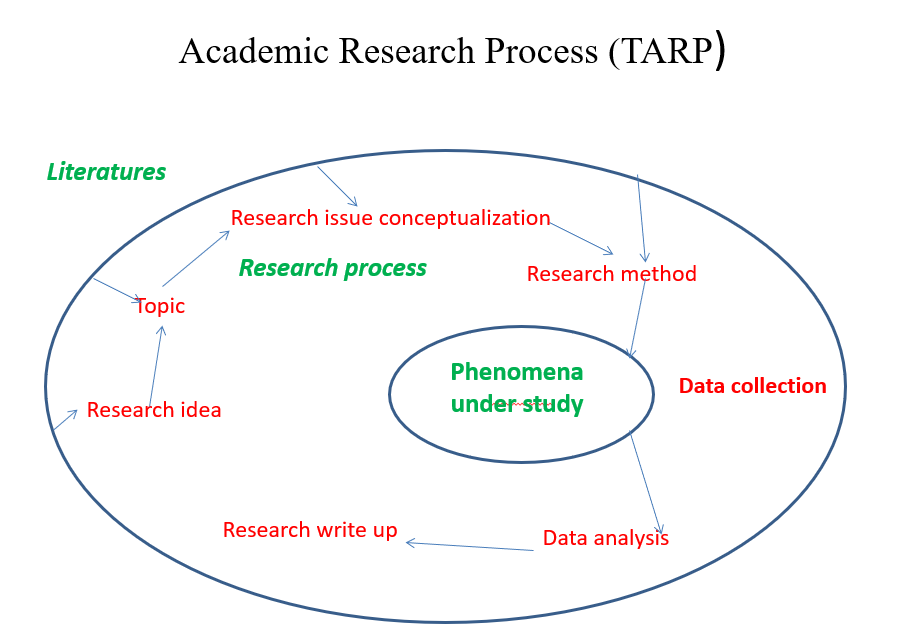 Academic Research Process (TARP)
Literatures
Research issue conceptualization
Research process
Research method
Topic
Phenomena
under study
Data collection
Research idea
Research write up
Data analysis